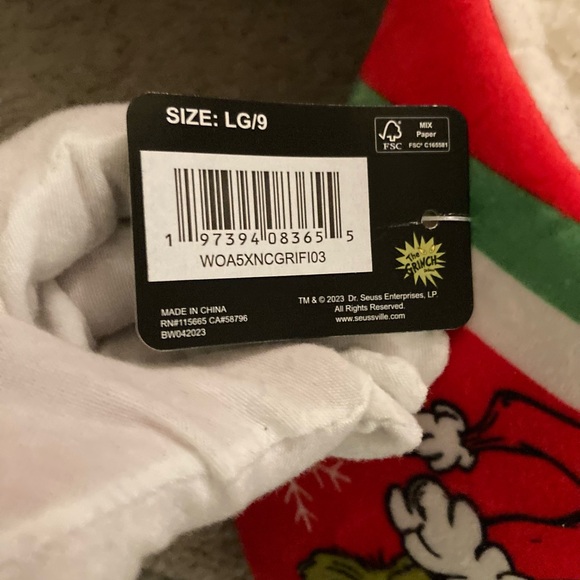 SIZE: LG/9
FSC
MIX
Paper
FSC® C165581
1 97394 08365 5
WOA5XNCGRIFI03
The
GRINCH
TM & © 2023 Dr. Seuss Enterprises, LP.
All Rights Reserved.
www.seussville.com
MADE IN CHINA
RN#115665 CA#58796
BW042023